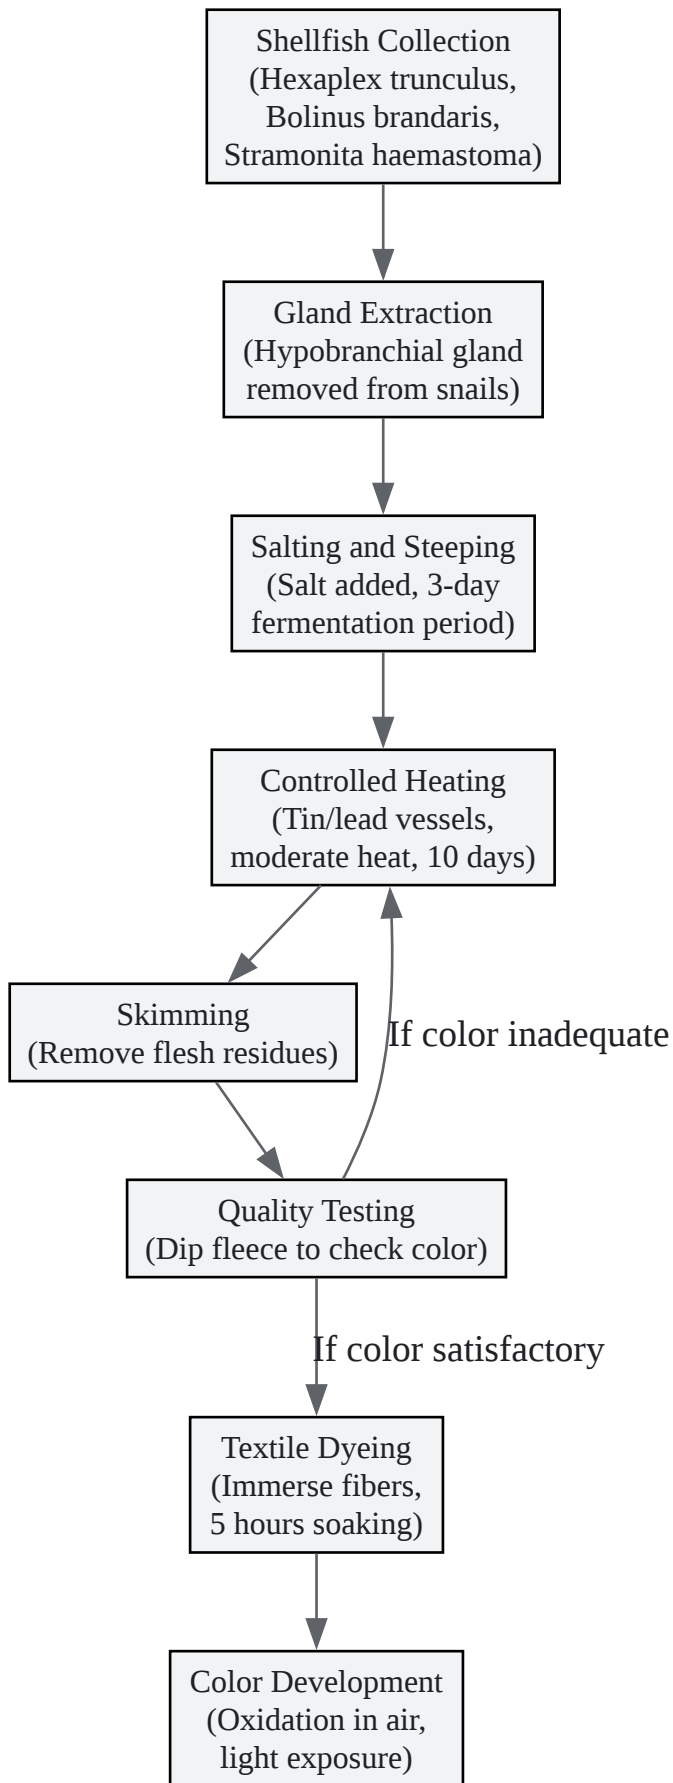 Shellfish Collection
(Hexaplex trunculus,
Bolinus brandaris,
Stramonita haemastoma)
Gland Extraction
(Hypobranchial gland
removed from snails)
Salting and Steeping
(Salt added, 3-day
fermentation period)
Controlled Heating
(Tin/lead vessels,
moderate heat, 10 days)
Skimming
(Remove flesh residues)
If color inadequate
Quality Testing
(Dip fleece to check color)
If color satisfactory
Textile Dyeing
(Immerse fibers,
5 hours soaking)
Color Development
(Oxidation in air,
light exposure)